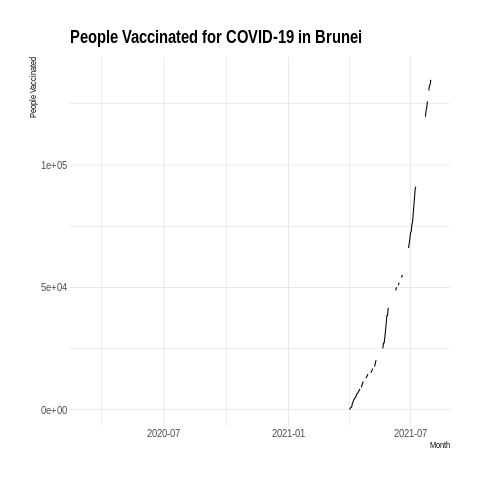 People Vaccinated for COVID-19 in Brunei
People Vaccinated
1e+05
5e+04
0e+00
2020-07
2021-01
2021-07
Month